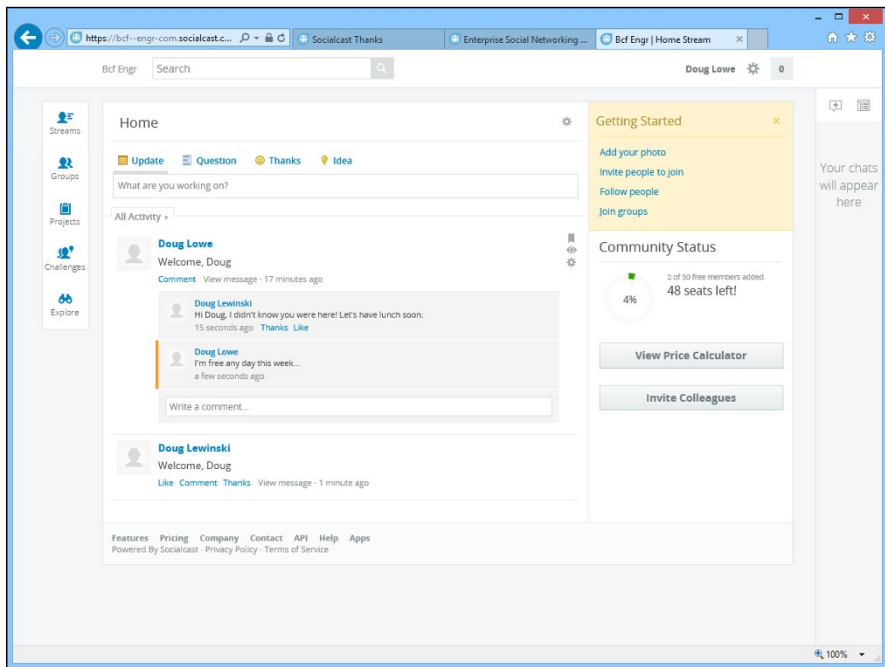 https://bcf--engr-com.socialcast.c...
Socialcast Thanks
Enterprise Social Networking ...
Bcf Engr | Home Stream
Bcf Engr
Search
Doug Lowe
0
Streams
Groups
Projects
Challenges
Explore
Home
Update Question Thanks Idea
What are you working on?
All Activity
Doug Lowe
Welcome, Doug
Comment View message · 17 minutes ago
Doug Lewinski
Hi Doug, I didn't know you were here! Let's have lunch soon.
15 seconds ago Thanks Like
Doug Lowe
I'm free any day this week...
a few seconds ago
Write a comment...
Doug Lewinski
Welcome, Doug
Like Comment Thanks View message · 1 minute ago
Getting Started
Add your photo
Invite people to join
Follow people
Join groups
Community Status
4%
2 of 50 free members added
48 seats left!
View Price Calculator
Invite Colleagues
Your chats
will appear
here
Features Pricing Company Contact API Help Apps
Powered By Socialcast · Privacy Policy · Terms of Service
100%